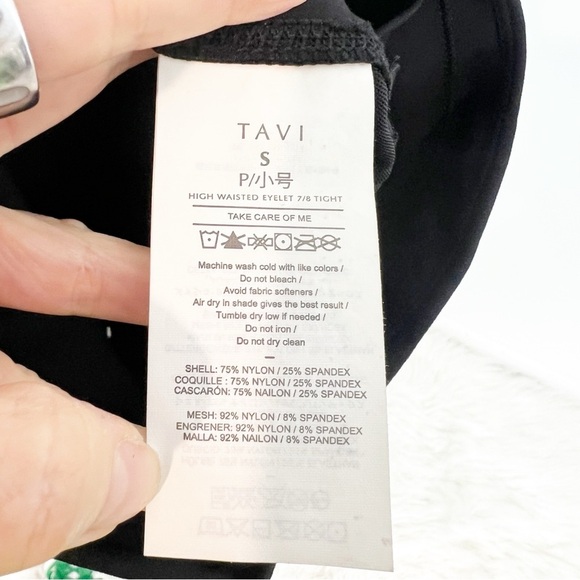 TAVI
S
P/小号
HIGH WAISTED EYELET 7/8 TIGHT
TAKE CARE OF ME
Machine wash cold with like colors /
Do not bleach /
Avoid fabric softeners /
Air dry in shade gives the best result /
Tumble dry low if needed /
Do not iron /
Do not dry clean
–
SHELL: 75% NYLON / 25% SPANDEX
COQUILLE : 75% NYLON / 25% SPANDEX
CASCARÓN: 75% NAILON / 25% SPANDEX
MESH: 92% NYLON / 8% SPANDEX
ENGRENER: 92% NYLON / 8% SPANDEX
MALLA: 92% NAILON / 8% SPANDEX